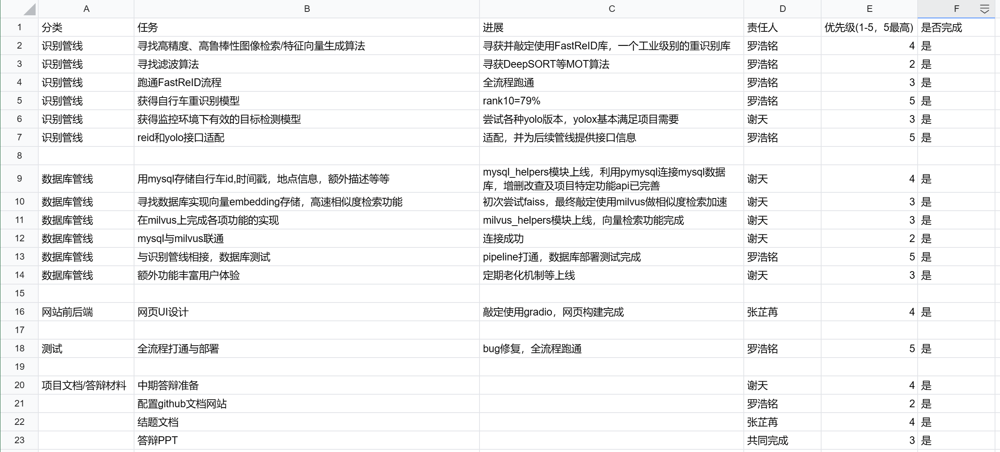 A B C D E F
1 分类 任务 进展 责任人 优先级(1-5，5最高) 是否完成
2 识别管线 寻找高精度、高鲁棒性图像检索/特征向量生成算法 寻获并敲定使用FastReID库，一个工业级别的重识别库 罗浩铭 4 是
3 识别管线 寻找滤波算法 寻获DeepSORT等MOT算法 罗浩铭 2 是
4 识别管线 跑通FastReID流程 全流程跑通 罗浩铭 3 是
5 识别管线 获得自行车重识别模型 rank10=79% 罗浩铭 5 是
6 识别管线 获得监控环境下有效的目标检测模型 尝试各种yolo版本，yolox基本满足项目需要 谢天 3 是
7 识别管线 reid和yolo接口适配 适配，并为后续管线提供接口信息 罗浩铭 5 是
8
9 数据库管线 用mysql存储自行车id,时间戳，地点信息，额外描述等等 mysql_helpers模块上线，利用pymysql连接mysql数据
库，增删改查及项目特定功能api已完善 谢天 4 是
10 数据库管线 寻找数据库实现向量embedding存储，高速相似度检索功能 初次尝试faiss，最终敲定使用milvus做相似度检索加速 谢天 3 是
11 数据库管线 在milvus上完成各项功能的实现 milvus_helpers模块上线，向量检索功能完成 谢天 3 是
12 数据库管线 mysql与milvus联通 连接成功 谢天 2 是
13 数据库管线 与识别管线相接，数据库测试 pipeline打通，数据库部署测试完成 罗浩铭 5 是
14 数据库管线 额外功能丰富用户体验 定期老化机制等上线 谢天 3 是
15
16 网站前后端 网页UI设计 敲定使用gradio，网页构建完成 张芷苒 4 是
17
18 测试 全流程打通与部署 bug修复，全流程跑通 罗浩铭 5 是
19
20 项目文档/答辩材料 中期答辩准备 谢天 4 是
21 配置github文档网站 罗浩铭 2 是
22 结题文档 张芷苒 4 是
23 答辩PPT 共同完成 3 是